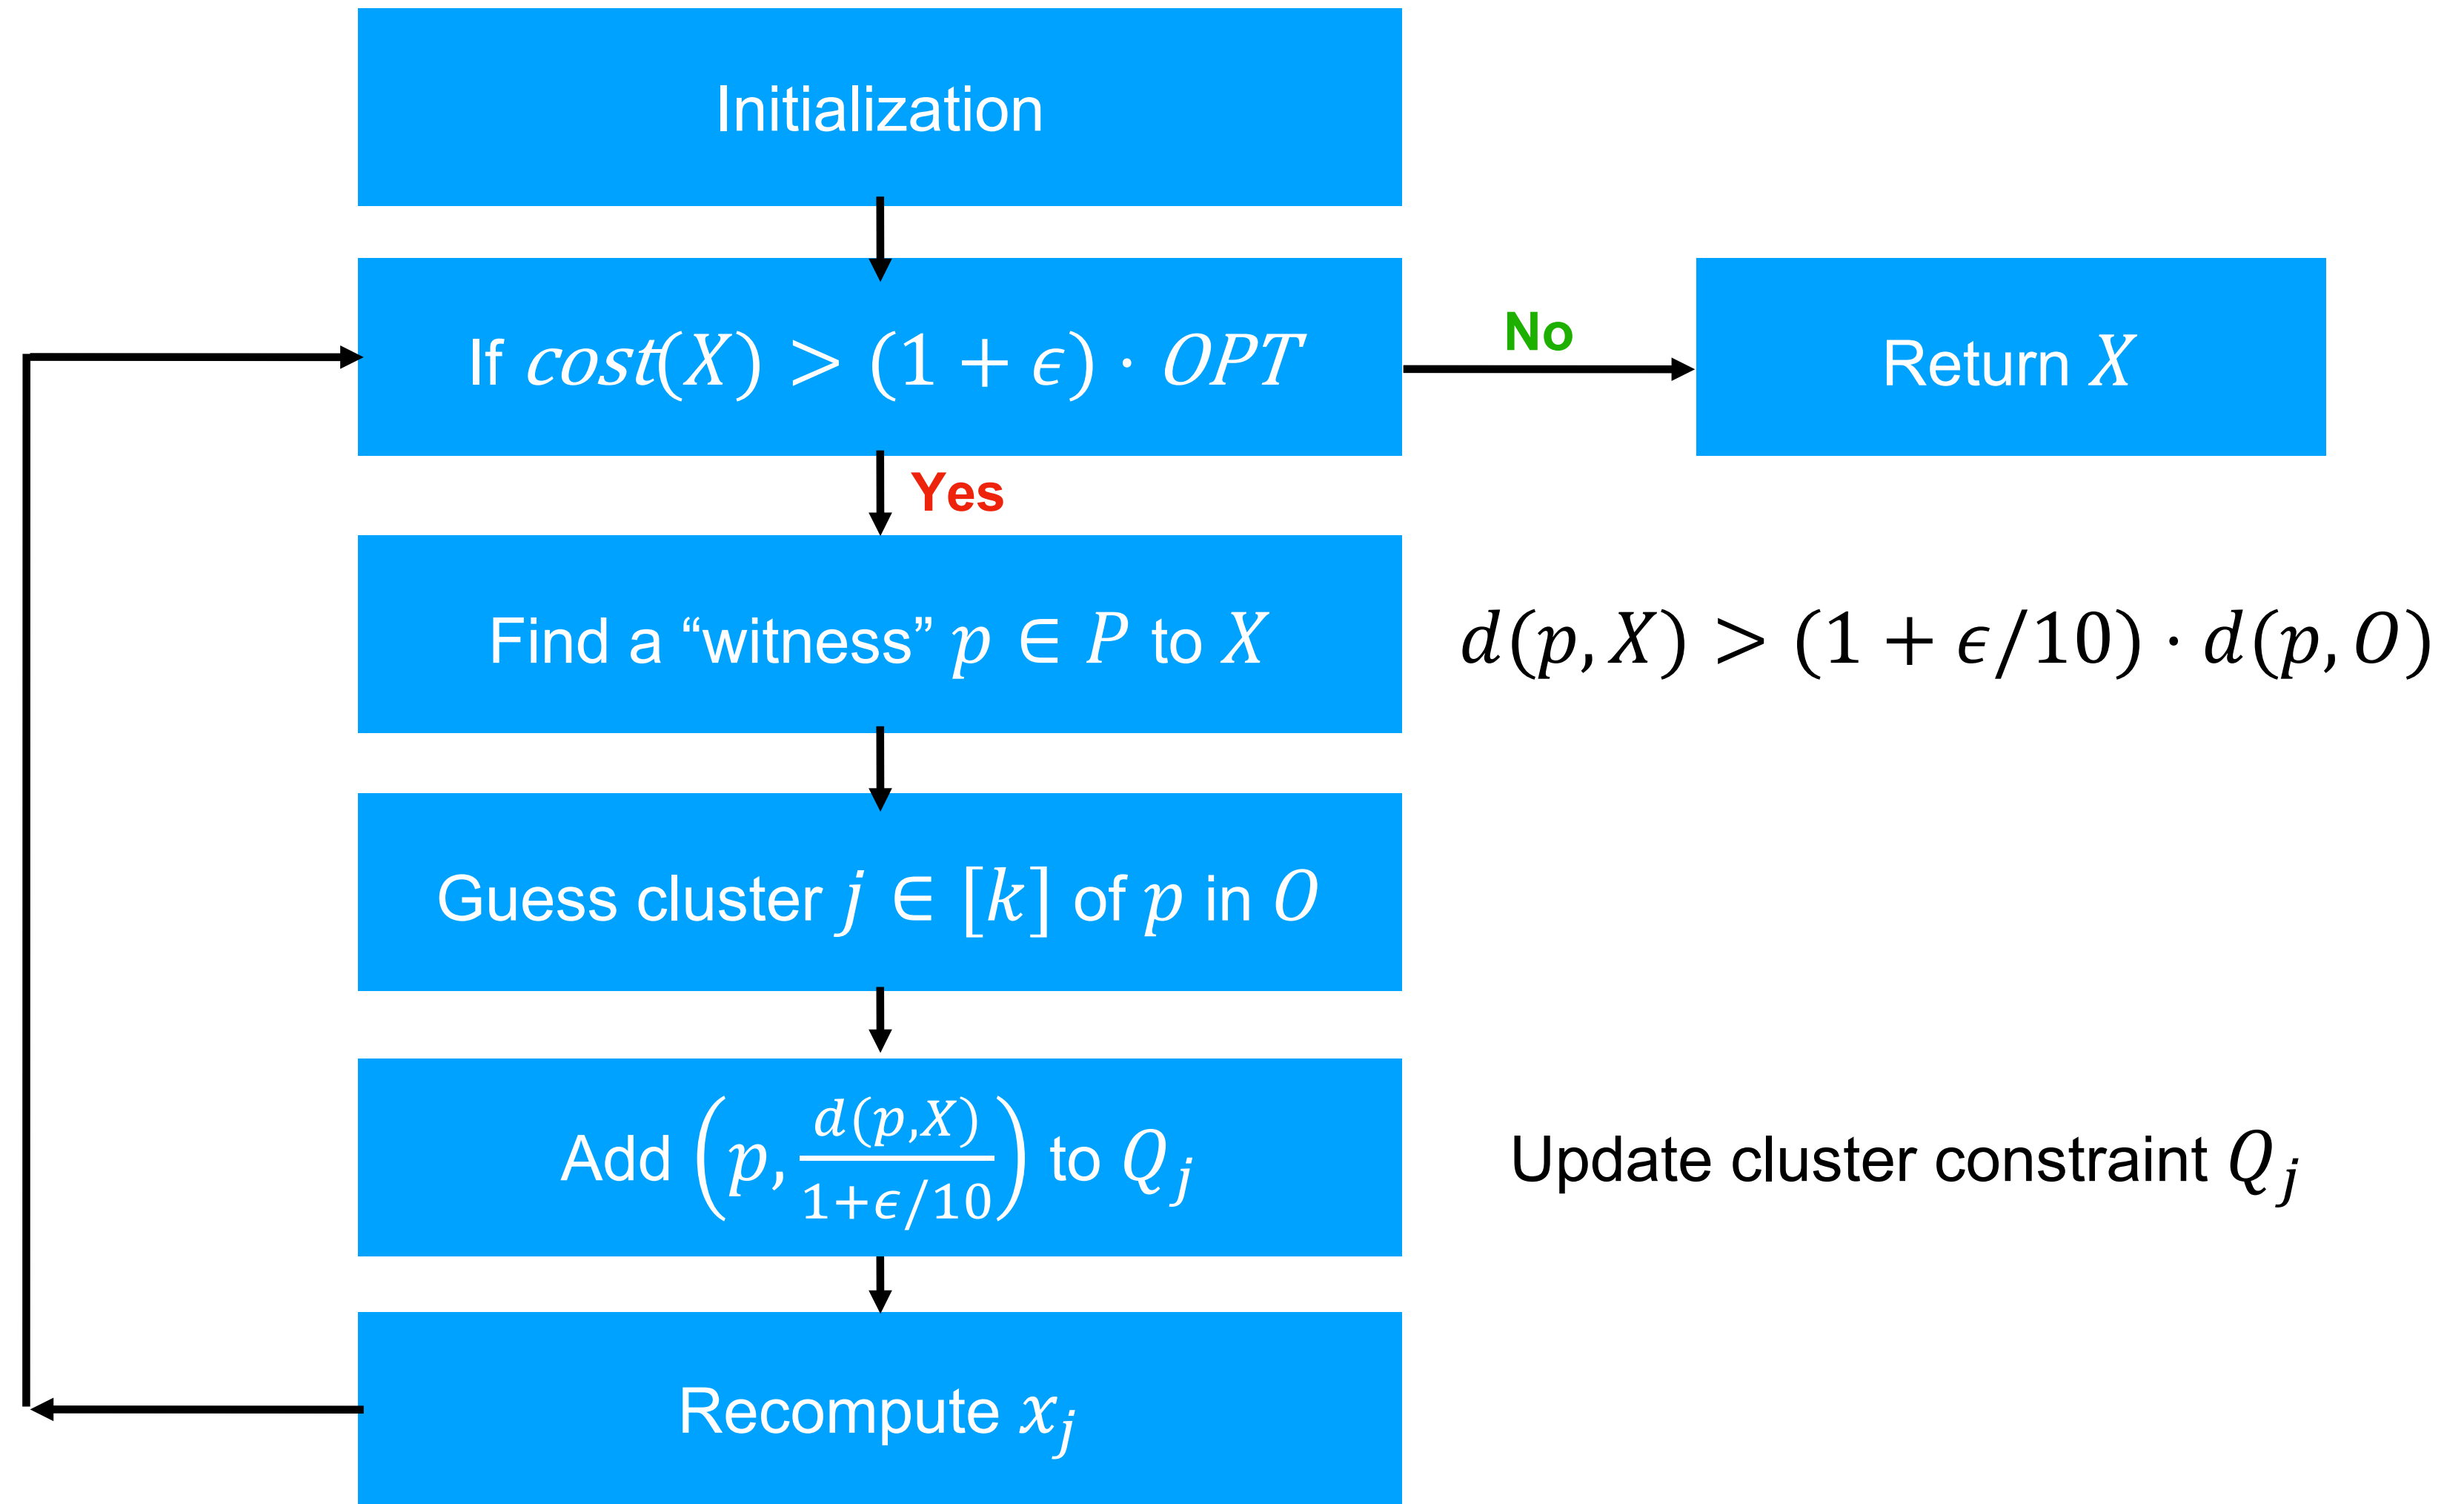 Initialization
If cost(X) > (1 + ϵ) · OPT
No
Return X
Yes
Find a “witness” p ∈ P to X
d(p, X) > (1 + ϵ/10) · d(p, O)
Guess cluster j ∈ [k] of p in O
Add (p, d(p,X)/1+ϵ/10) to Q_j
Update cluster constraint Q_j
Recompute x_j